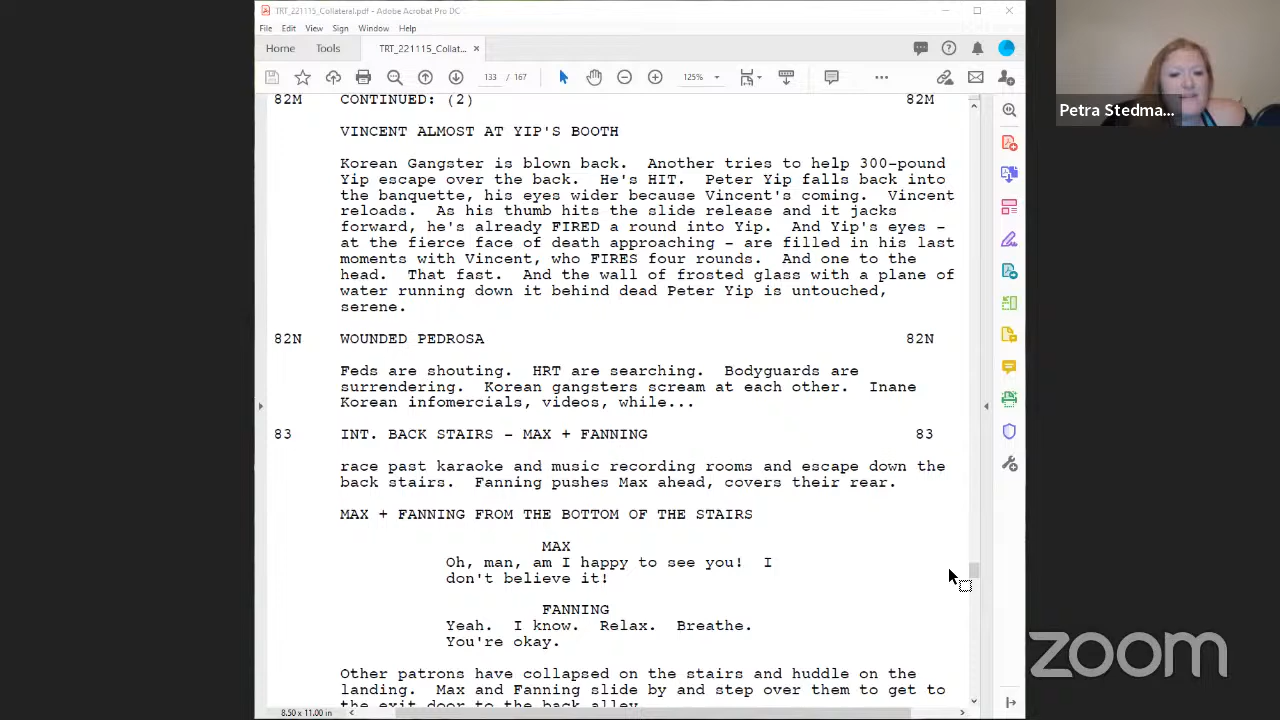 TRT_221115_Collateral.pdf - Adobe Acrobat Pro DC
File Edit View Sign Window Help
Home Tools TRT_221115_Collat... ×
133 / 167 125%
82M CONTINUED: (2) 82M
VINCENT ALMOST AT YIP'S BOOTH
Korean Gangster is blown back. Another tries to help 300-pound
Yip escape over the back. He's HIT. Peter Yip falls back into
the banquette, his eyes wider because Vincent's coming. Vincent
reloads. As his thumb hits the slide release and it jacks
forward, he's already FIRED a round into Yip. And Yip's eyes -
at the fierce face of death approaching - are filled in his last
moments with Vincent, who FIRES four rounds. And one to the
head. That fast. And the wall of frosted glass with a plane of
water running down it behind dead Peter Yip is untouched,
serene.
82N WOUNDED PEDROSA 82N
Feds are shouting. HRT are searching. Bodyguards are
surrendering. Korean gangsters scream at each other. Inane
Korean infomercials, videos, while...
83 INT. BACK STAIRS - MAX + FANNING 83
race past karaoke and music recording rooms and escape down the
back stairs. Fanning pushes Max ahead, covers their rear.
MAX + FANNING FROM THE BOTTOM OF THE STAIRS
MAX
Oh, man, am I happy to see you! I
don't believe it!
FANNING
Yeah. I know. Relax. Breathe.
You're okay.
Other patrons have collapsed on the stairs and huddle on the
landing. Max and Fanning slide by and step over them to get to
the exit door to the back alley
8.50 x 11.00 in
Petra Stedma...
zoom